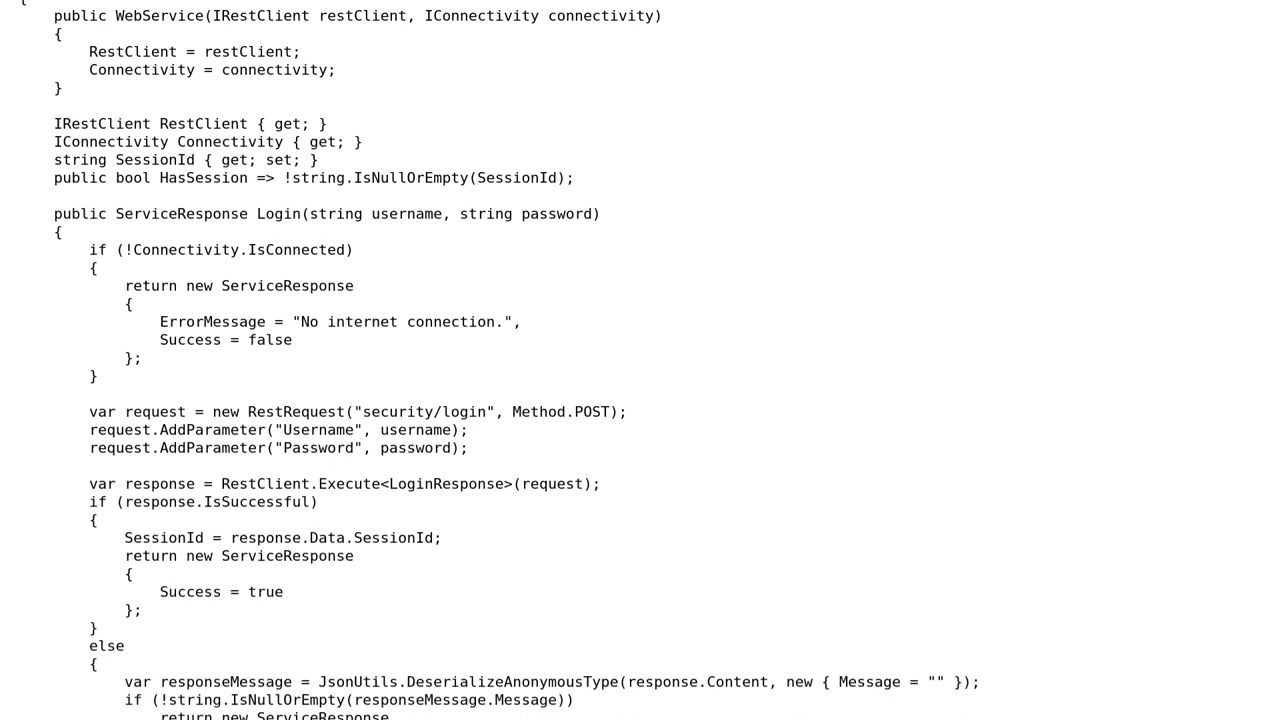 {
    public WebService(IRestClient restClient, IConnectivity connectivity)
    {
        RestClient = restClient;
        Connectivity = connectivity;
    }

    IRestClient RestClient { get; }
    IConnectivity Connectivity { get; }
    string SessionId { get; set; }
    public bool HasSession => !string.IsNullOrEmpty(SessionId);

    public ServiceResponse Login(string username, string password)
    {
        if (!Connectivity.IsConnected)
        {
            return new ServiceResponse
            {
                ErrorMessage = "No internet connection.",
                Success = false
            };
        }

        var request = new RestRequest("security/login", Method.POST);
        request.AddParameter("Username", username);
        request.AddParameter("Password", password);

        var response = RestClient.Execute<LoginResponse>(request);
        if (response.IsSuccessful)
        {
            SessionId = response.Data.SessionId;
            return new ServiceResponse
            {
                Success = true
            };
        }
        else
        {
            var responseMessage = JsonUtils.DeserializeAnonymousType(response.Content, new { Message = "" });
            if (!string.IsNullOrEmpty(responseMessage.Message))
                return new ServiceResponse